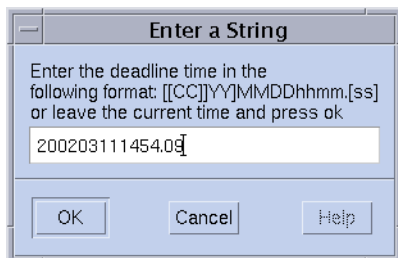 Enter a String
Enter the deadline time in the
following format: [[CC]]YY]MMDDhhmm.[ss]
or leave the current time and press ok
200203111454.09
OK Cancel Help